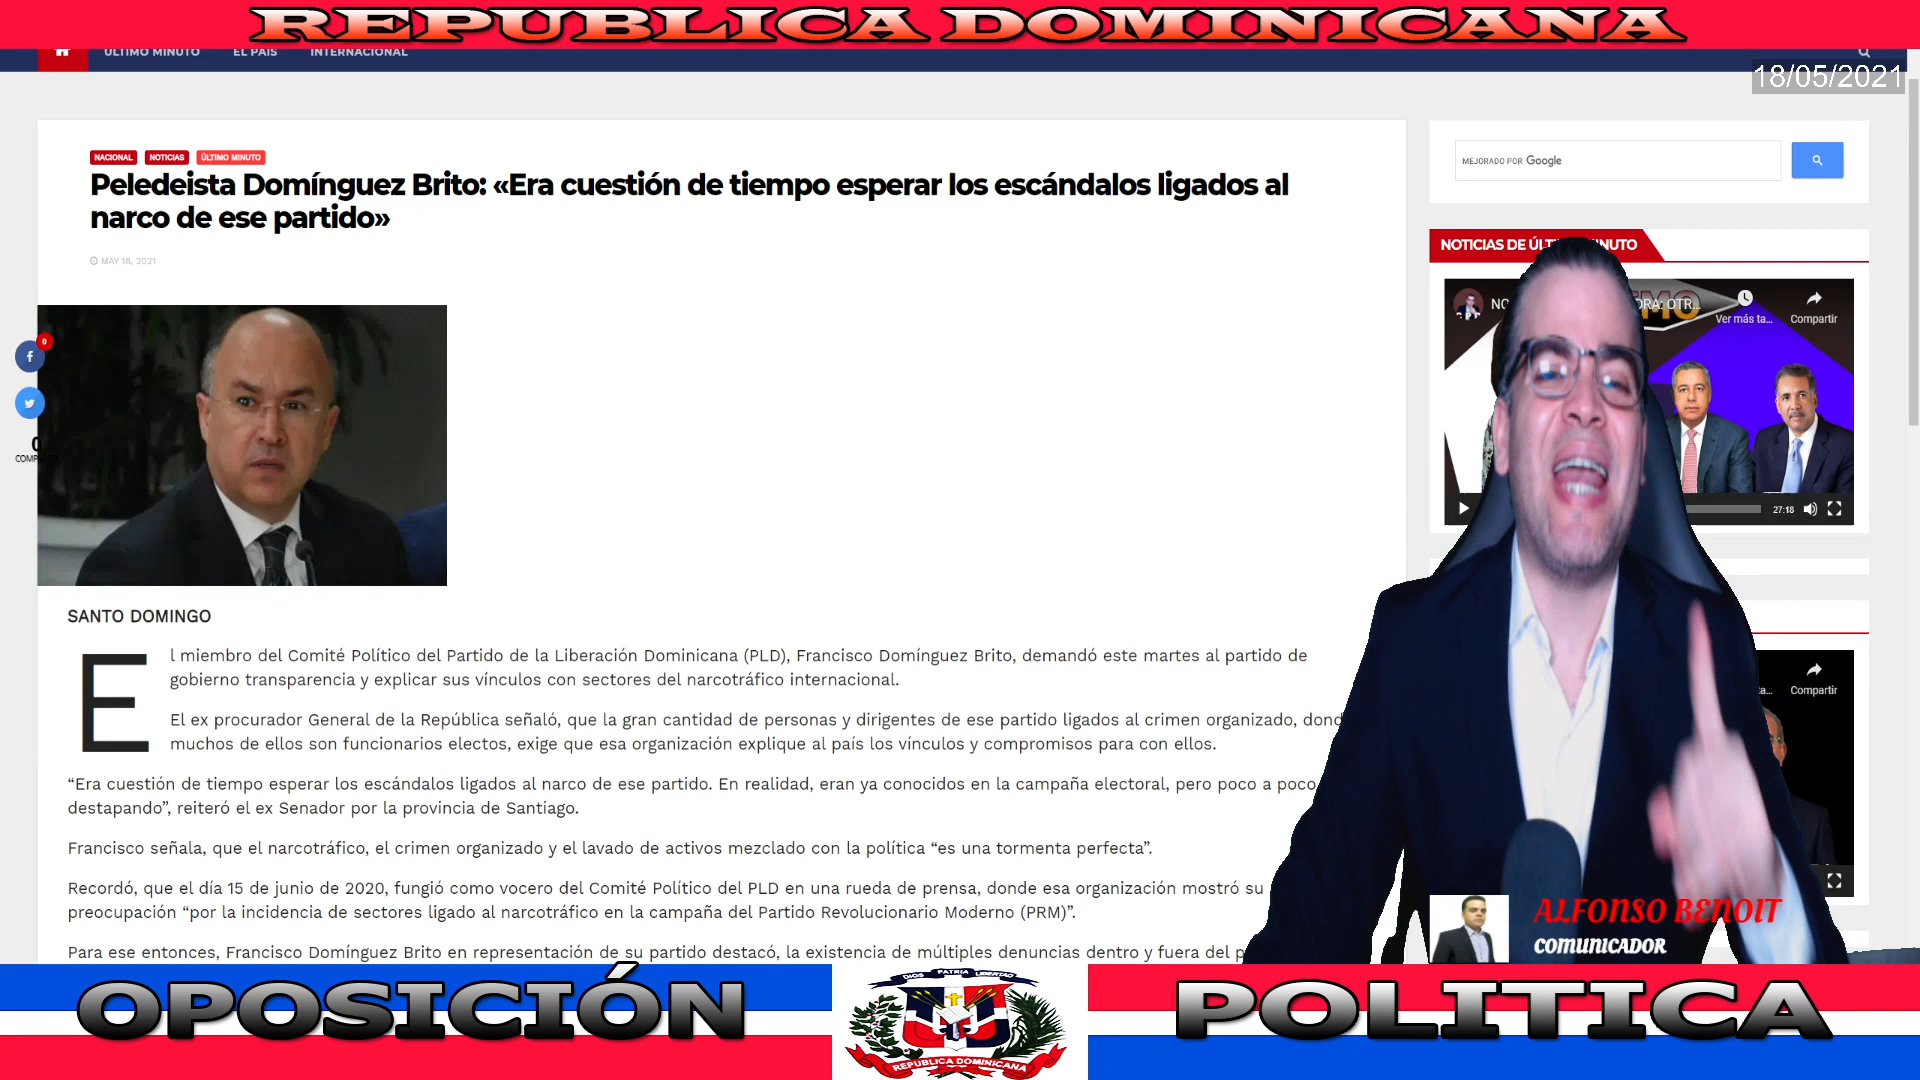 REPUBLICA DOMINICANA
ÚLTIMO MINUTO EL PAÍS INTERNACIONAL
18/05/2021
NACIONAL NOTICIAS ÚLTIMO MINUTO
Peledeista Domínguez Brito: «Era cuestión de tiempo esperar los escándalos ligados al
narco de ese partido»
MAY 18, 2021
MEJORADO POR Google
NOTICIAS DE ÚLT NUTO
NO ORA: OTR...
Ver más ta...
Compartir
27:18
0
0
COMP
SANTO DOMINGO
El miembro del Comité Político del Partido de la Liberación Dominicana (PLD), Francisco Domínguez Brito, demandó este martes al partido de
gobierno transparencia y explicar sus vínculos con sectores del narcotráfico internacional.
El ex procurador General de la República señaló, que la gran cantidad de personas y dirigentes de ese partido ligados al crimen organizado, dond
muchos de ellos son funcionarios electos, exige que esa organización explique al país los vínculos y compromisos para con ellos.
“Era cuestión de tiempo esperar los escándalos ligados al narco de ese partido. En realidad, eran ya conocidos en la campaña electoral, pero poco a poco
destapando”, reiteró el ex Senador por la provincia de Santiago.
Francisco señala, que el narcotráfico, el crimen organizado y el lavado de activos mezclado con la política “es una tormenta perfecta”.
Recordó, que el día 15 de junio de 2020, fungió como vocero del Comité Político del PLD en una rueda de prensa, donde esa organización mostró su
preocupación “por la incidencia de sectores ligado al narcotráfico en la campaña del Partido Revolucionario Moderno (PRM)”.
Para ese entonces, Francisco Domínguez Brito en representación de su partido destacó, la existencia de múltiples denuncias dentro y fuera del p
ta...
Compartir
ALFONSO BENOIT
COMUNICADOR
OPOSICIÓN
DIOS PATRIA LIBERTAD
REPUBLICA DOMINICANA
POLITICA